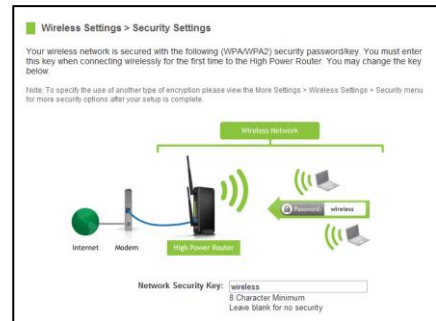 Wireless Settings > Security Settings
Your wireless network is secured with the following (WPA/WPA2) security password/key. You must enter
this key when connecting wirelessly for the first time to the High Power Router. You may change the key
below.
Note: To specify the use of another type of encryption please view the More Settings > Wireless Settings > Security menu
for more security options after your setup is complete.
Wireless Network
Password: wireless
Internet Modem High Power Router
Network Security Key: wireless
8 Character Minimum
Leave blank for no security